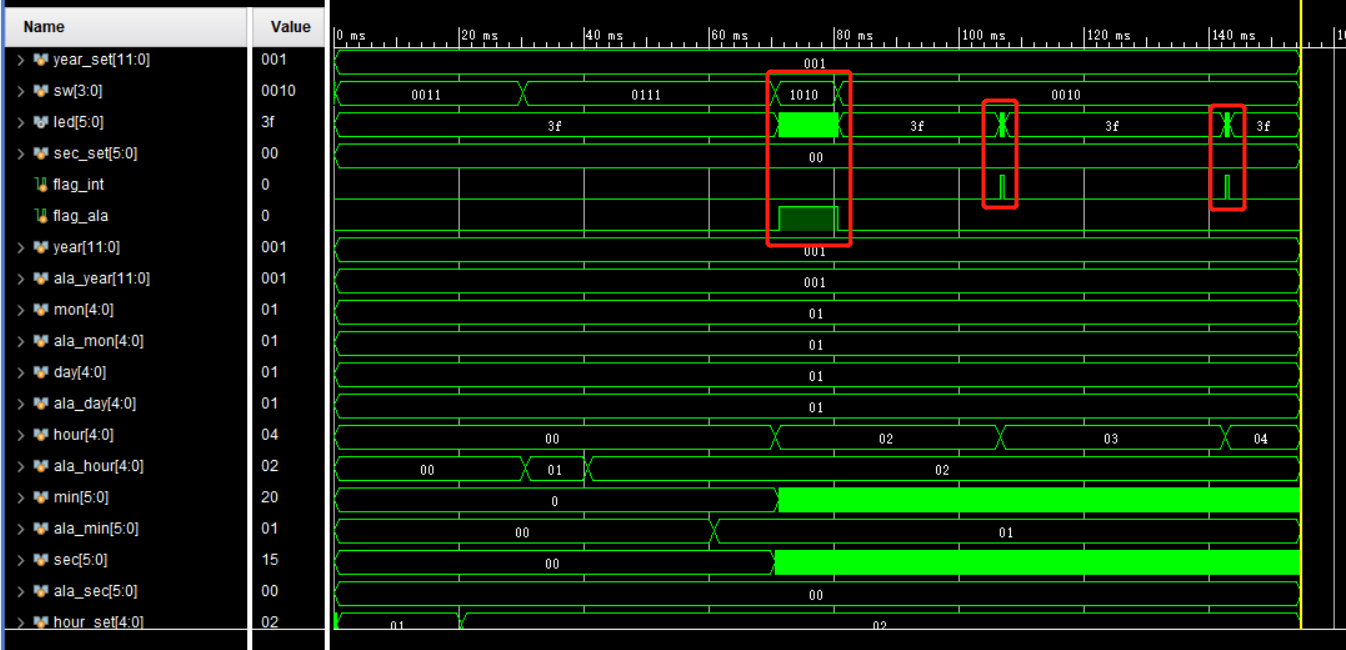 Name Value
0 ms 20 ms 40 ms 60 ms 80 ms 100 ms 120 ms 140 ms
year_set[11:0] 001 001
sw[3:0] 0010 0011 0111 1010 0010
led[5:0] 3f 3f 3f 3f 3f
sec_set[5:0] 00 00
flag_int 0
flag_ala 0
year[11:0] 001 001
ala_year[11:0] 001 001
mon[4:0] 01 01
ala_mon[4:0] 01 01
day[4:0] 01 01
ala_day[4:0] 01 01
hour[4:0] 04 00 02 03 04
ala_hour[4:0] 02 00 01 02
min[5:0] 20 0
ala_min[5:0] 01 00 01
sec[5:0] 15 00
ala_sec[5:0] 00 00
hour_set[4:0] 02 01 02